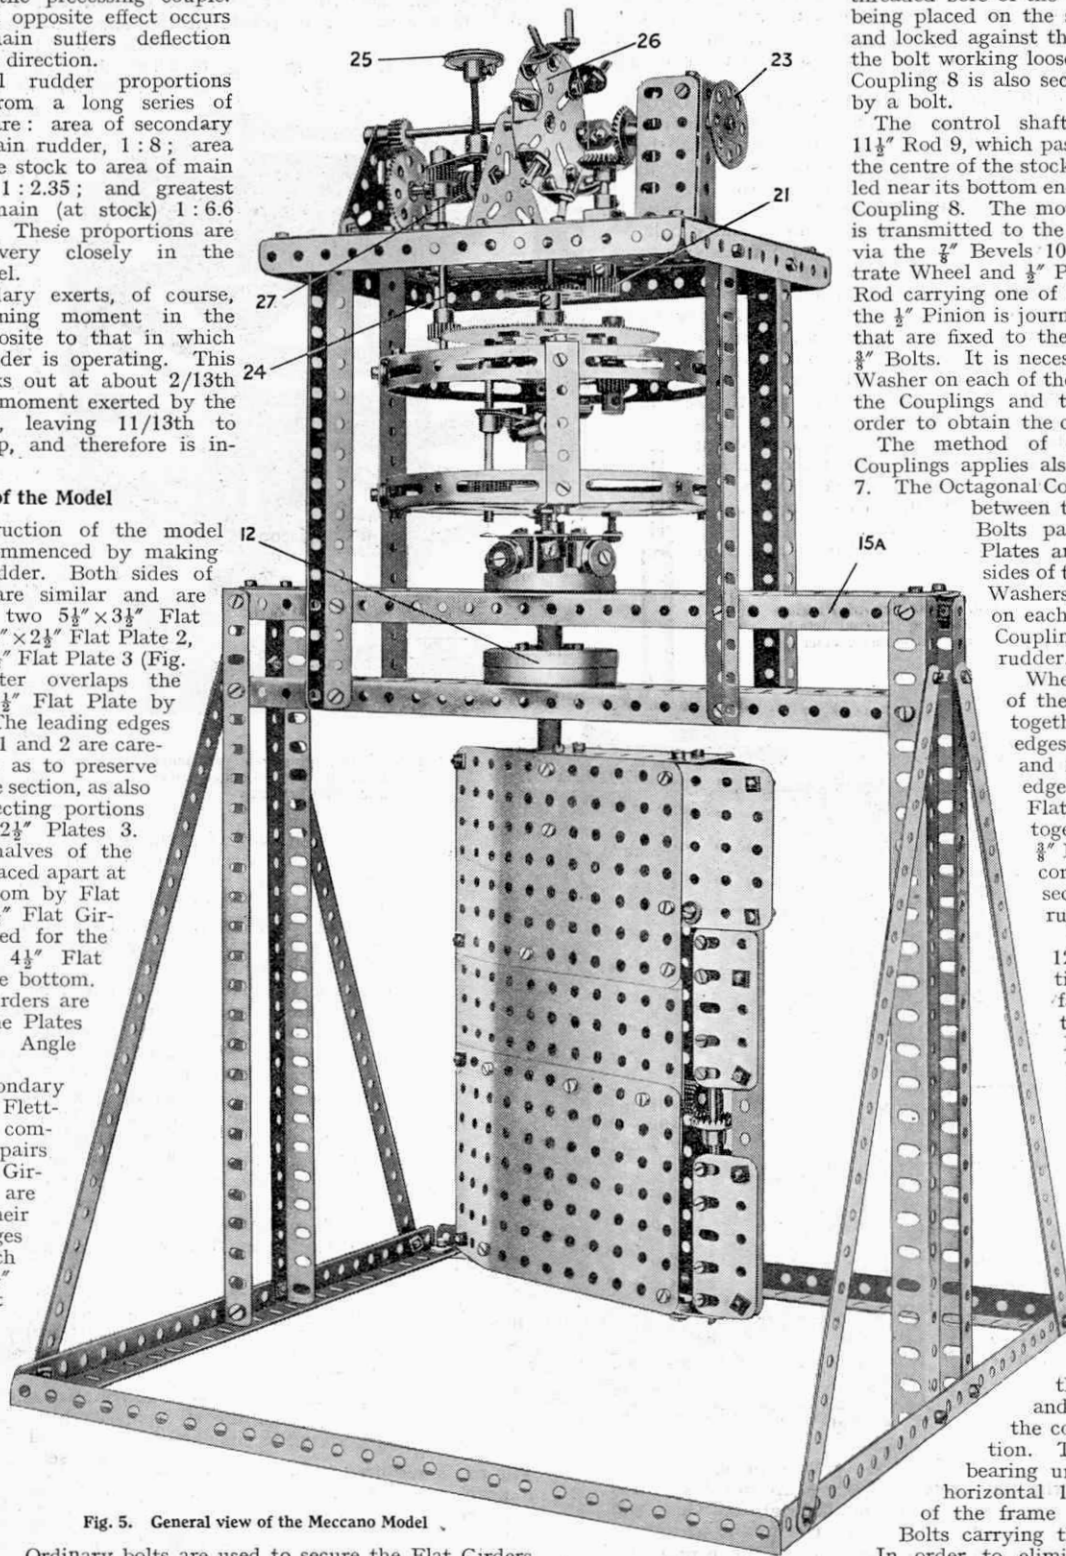 opposite effect occurs
ain suffers deflection
direction.
l rudder proportions
rom a long series of
are: area of secondary
ain rudder, 1 : 8; area
e stock to area of main
1 : 2.35; and greatest
nain (at stock) 1 : 6.6
These proportions are
very closely in the
el.
lary exerts, of course,
ning moment in the
osite to that in which
dder is operating. This
ks out at about 2/13th
moment exerted by the
, leaving 11/13th to
p, and therefore is in-
of the Model
ruction of the model
mmenced by making
dder. Both sides of
are similar and are
two 5½″ × 3½″ Flat
″ × 2½″ Flat Plate 2,
½″ Flat Plate 3 (Fig.
ter overlaps the
½″ Flat Plate by
The leading edges
1 and 2 are care-
as to preserve
e section, as also
ecting portions
2½″ Plates 3.
halves of the
aced apart at
om by Flat
½″ Flat Gir-
ed for the
4½″ Flat
e bottom.
rders are
ne Plates
Angle
ondary
Flett-
com-
pairs
Gir-
are
heir
ges
ch
″
25
26
23
21
27
24
12
15A
Fig. 5. General view of the Meccano Model
Ordinary bolts are used to secure the Flat Girders
being placed on the s
and locked against th
the bolt working loose
Coupling 8 is also sec
by a bolt.
The control shaft
11½″ Rod 9, which pas
the centre of the stock
led near its bottom en
Coupling 8. The mo
is transmitted to the
via the ⅞″ Bevels 10
trate Wheel and ½″ P
Rod carrying one of
the ½″ Pinion is journ
that are fixed to the
⅜″ Bolts. It is neces
Washer on each of the
the Couplings and t
order to obtain the c
The method of
Couplings applies als
7. The Octagonal Co
between t
Bolts pa
Plates an
sides of t
Washers
on each
Couplin
rudder.
Whe
of the
togeth
edges
and
edge
Flat
toge
⅜″
con
sec
ru
12
ti
f
t
th
and
the co
tion. T
bearing un
horizontal 1
of the frame
Bolts carrying t
In order to elimi